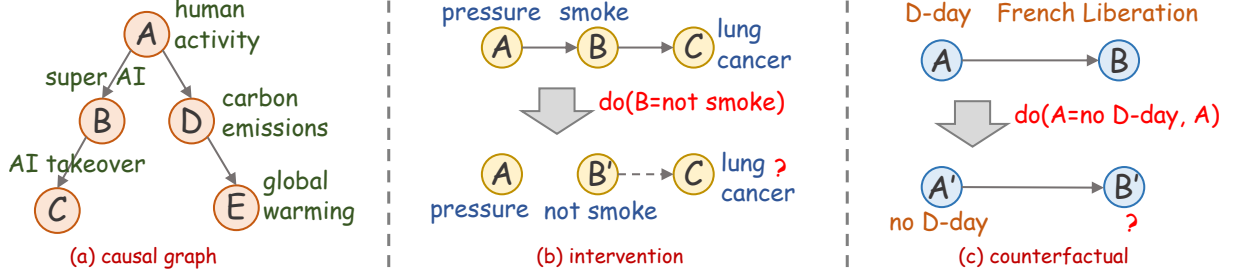 A
human
activity
super AI
B
D
carbon
emissions
AI takeover
C
E
global
warming
(a) causal graph
pressure smoke
A
B
C
lung
cancer
do(B=not smoke)
A
B'
C
lung ?
cancer
pressure not smoke
(b) intervention
D-day French Liberation
A
B
do(A=no D-day, A)
A'
B'
no D-day
?
(c) counterfactual